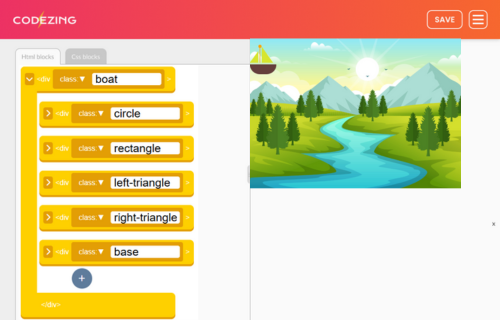 CODEZING
SAVE
Html blocks
Css blocks
<div class:▼ boat >
<div class:▼ circle >
<div class:▼ rectangle >
<div class:▼ left-triangle >
<div class:▼ right-triangle >
<div class:▼ base >
+
</div>
x